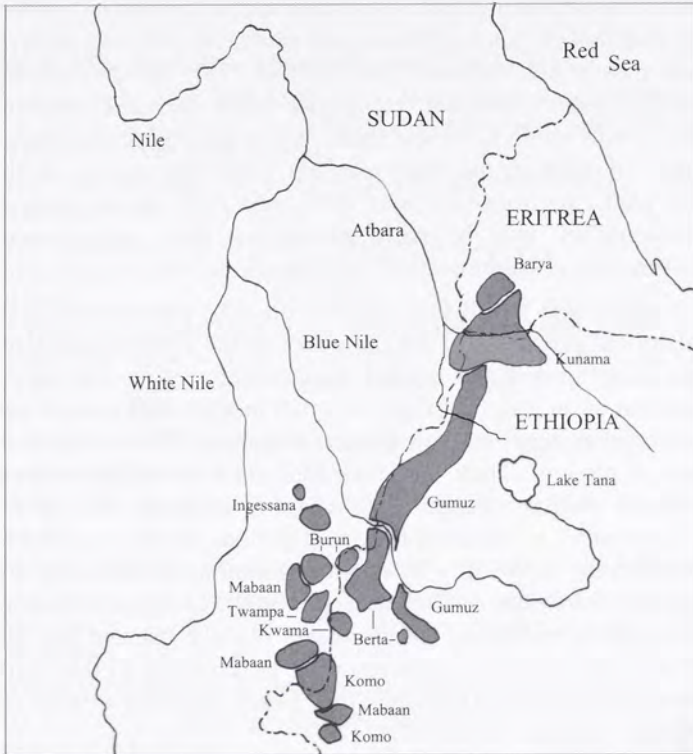 Red
Sea
SUDAN
Nile
ERITREA
Atbara
Barya
Blue Nile
Kunama
White Nile
ETHIOPIA
Lake Tana
Gumuz
Ingessana
Burun
Mabaan
Twampa
Gumuz
Kwama
Berta
Mabaan
Komo
Mabaan
Komo